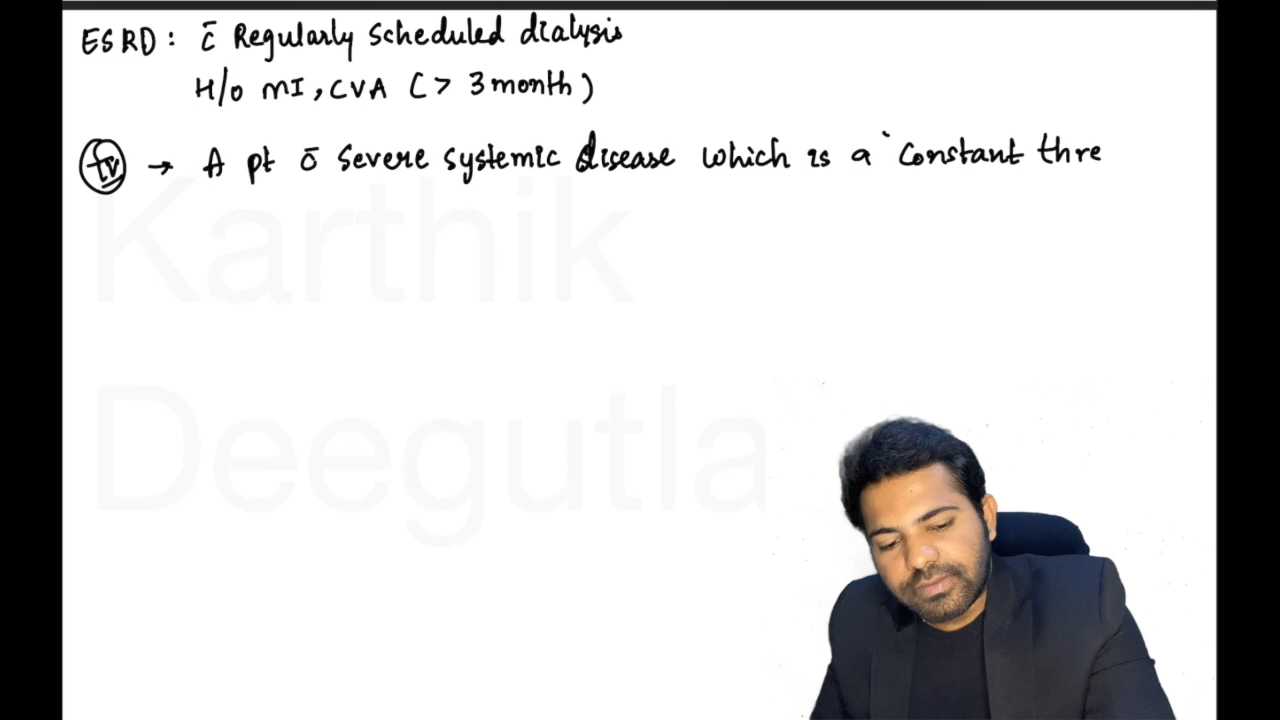 ESRD: c̄ Regularly scheduled dialysis
H/o MI, CVA (> 3 month)
IV → A pt c̄ severe systemic disease which is a constant thre
Karthik
Deegutla